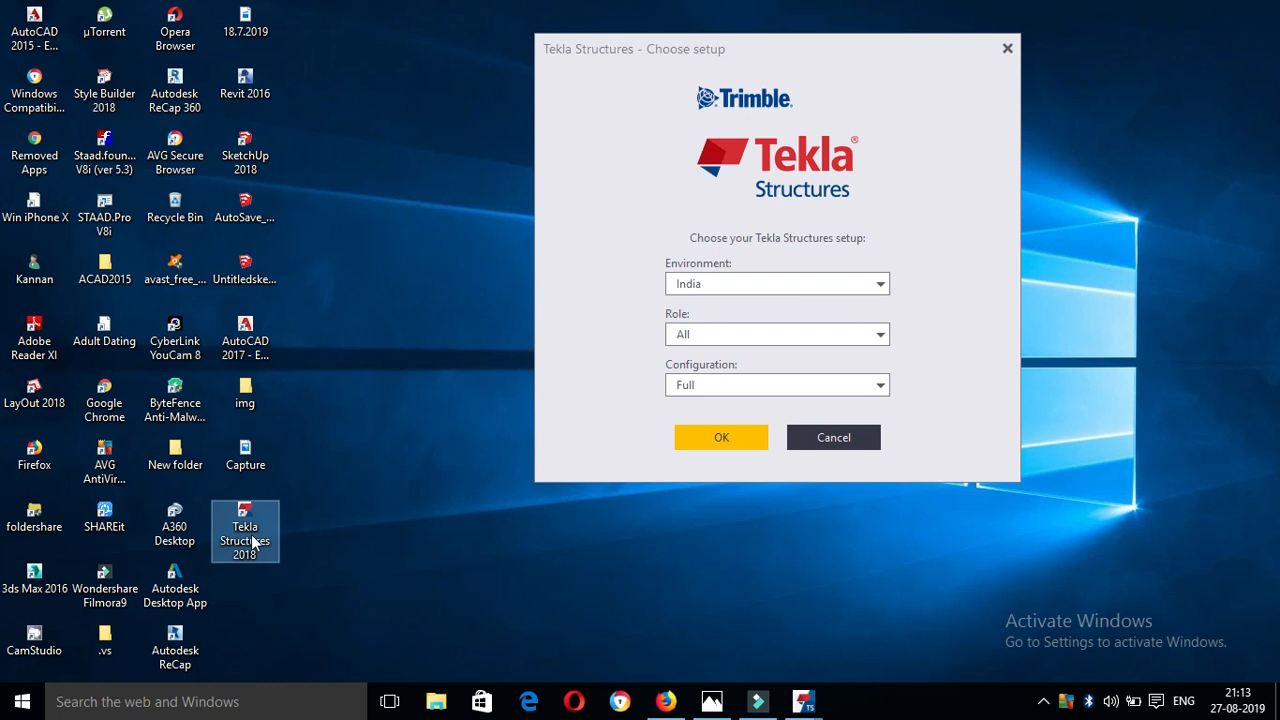 AutoCAD
2015 - E...
µTorrent
Opera
Browser
18.7.2019
Windows
Compatibi...
Style Builder
2018
Autodesk
ReCap 360
Revit 2016
Removed
Apps
Staad.foun...
V8i (ver 5.3)
AVG Secure
Browser
SketchUp
2018
Win iPhone X
STAAD.Pro
V8i
Recycle Bin
AutoSave_...
Kannan
ACAD2015
avast_free_...
Untitledske...
Adobe
Reader XI
Adult Dating
CyberLink
YouCam 8
AutoCAD
2017 - E...
LayOut 2018
Google
Chrome
ByteFence
Anti-Malw...
img
Firefox
AVG
AntiVir...
New folder
Capture
foldershare
SHAREit
A360
Desktop
Tekla
Structures
2018
3ds Max 2016
Wondershare
Filmora9
Autodesk
Desktop App
CamStudio
.vs
Autodesk
ReCap
Tekla Structures - Choose setup
Trimble
Tekla®
Structures
Choose your Tekla Structures setup:
Environment:
India
Role:
All
Configuration:
Full
OK
Cancel
Activate Windows
Go to Settings to activate Windows.
Search the web and Windows
TS
ENG
21:13
27-08-2019